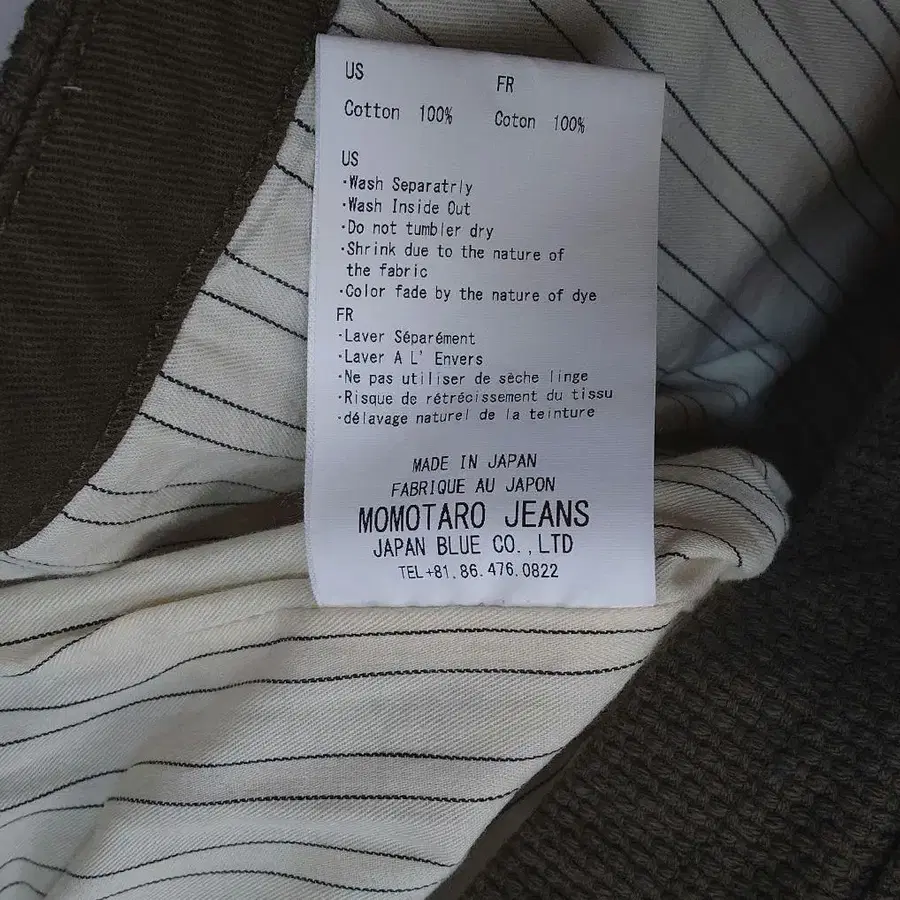 US
FR
Cotton 100%
Coton 100%
US
·Wash Separatrly
·Wash Inside Out
·Do not tumbler dry
·Shrink due to the nature of
the fabric
·Color fade by the nature of dye
FR
·Laver Séparément
·Laver A L' Envers
·Ne pas utiliser de sèche linge
·Risque de rétrécissement du tissu
·délavage naturel de la teinture
MADE IN JAPAN
FABRIQUE AU JAPON
MOMOTARO JEANS
JAPAN BLUE CO.,LTD
TEL+81.86.476.0822